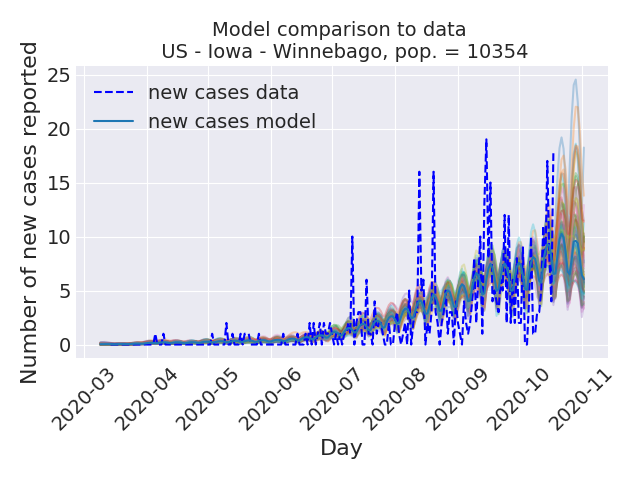 Model comparison to data
US - Iowa - Winnebago, pop. = 10354
new cases data
new cases model
Number of new cases reported
25
20
15
10
5
0
2020-03
2020-04
2020-05
2020-06
2020-07
2020-08
2020-09
2020-10
2020-11
Day